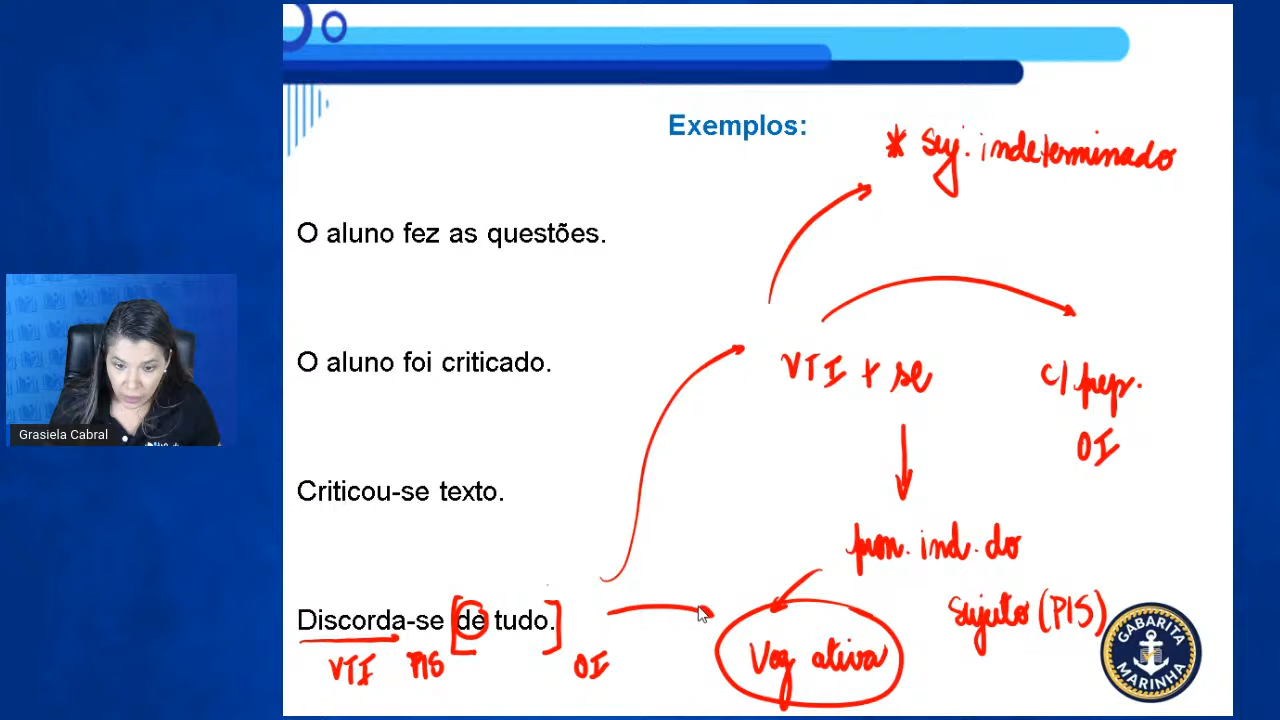 Exemplos:
* Suj. indeterminado
O aluno fez as questões.
O aluno foi criticado.
VTI + se
c/ prep.
OI
Criticou-se texto.
pron. ind. do
sujeito (PIS)
Discorda-se [de tudo.]
VTI PIS OI
Voz ativa
Grasiela Cabral
GABARITA
MARINHA